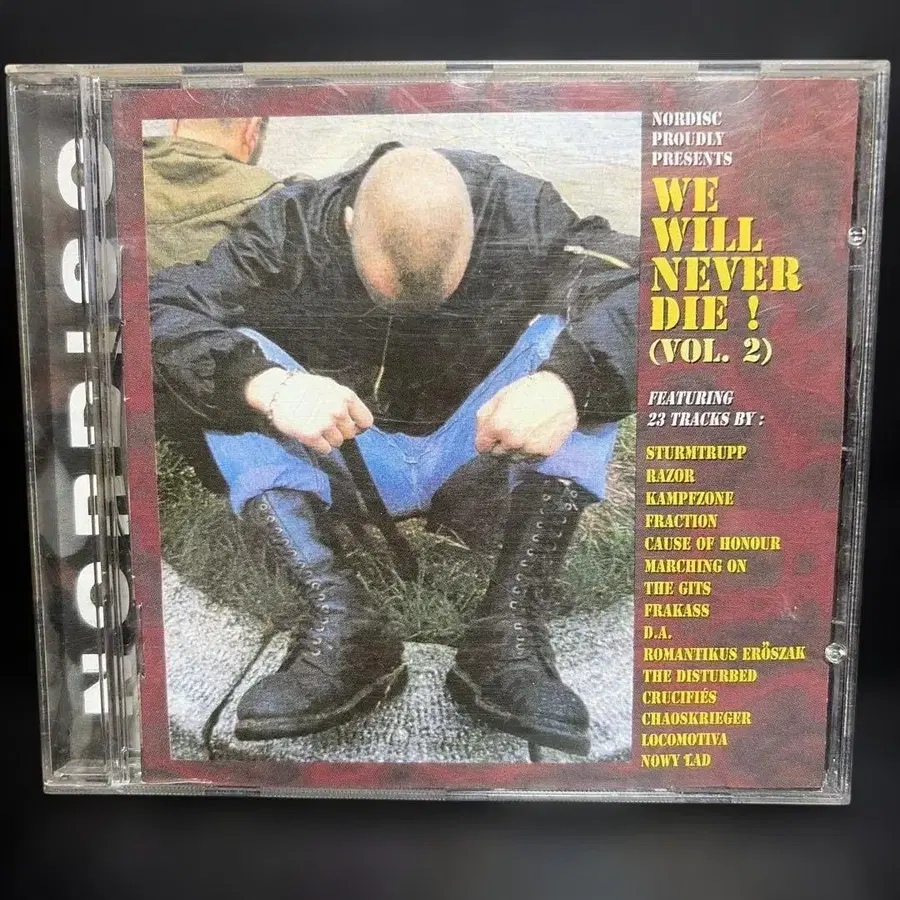 NORDISC
NORDISC
PROUDLY
PRESENTS
WE
WILL
NEVER
DIE !
(VOL. 2)
FEATURING
23 TRACKS BY :
STURMTRUPP
RAZOR
KAMPFZONE
FRACTION
CAUSE OF HONOUR
MARCHING ON
THE GITS
FRAKASS
D.A.
ROMANTIKUS ERŐSZAK
THE DISTURBED
CRUCIFIÉS
CHAOSKRIEGER
LOCOMOTIVA
NOWY ŁAD